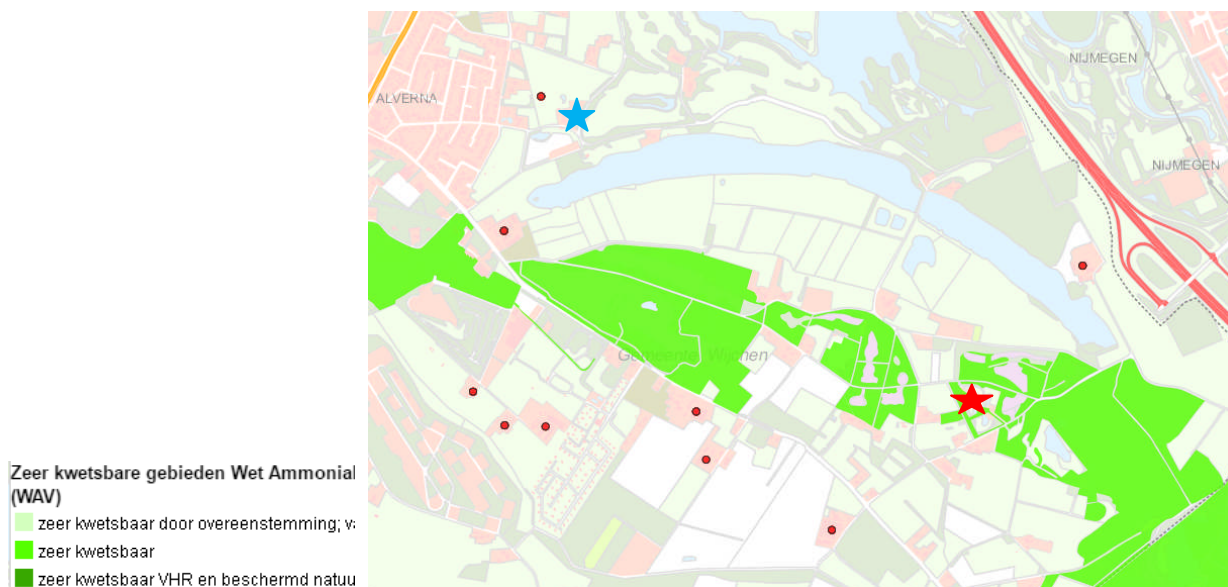 NIJMEGEN
ALVERNA
NIJMEGEN
Gemeente Wijchen
Zeer kwetsbare gebieden Wet Ammonial
(WAV)
zeer kwetsbaar door overeenstemming; va
zeer kwetsbaar
zeer kwetsbaar VHR en beschermd natuu